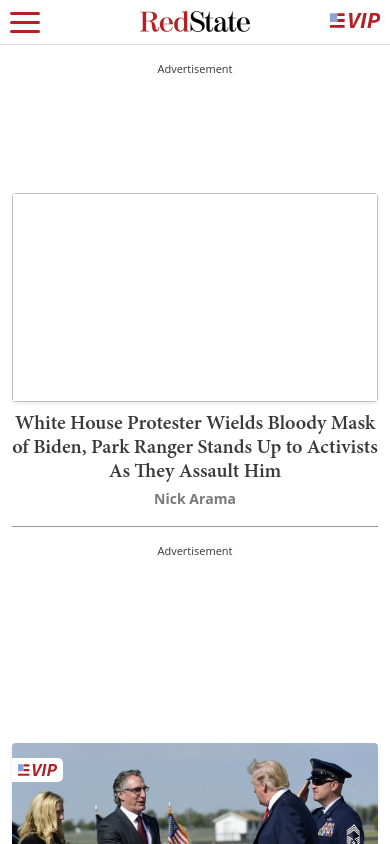 RedState
VIP
Advertisement
White House Protester Wields Bloody Mask
of Biden, Park Ranger Stands Up to Activists
As They Assault Him
Nick Arama
Advertisement
VIP